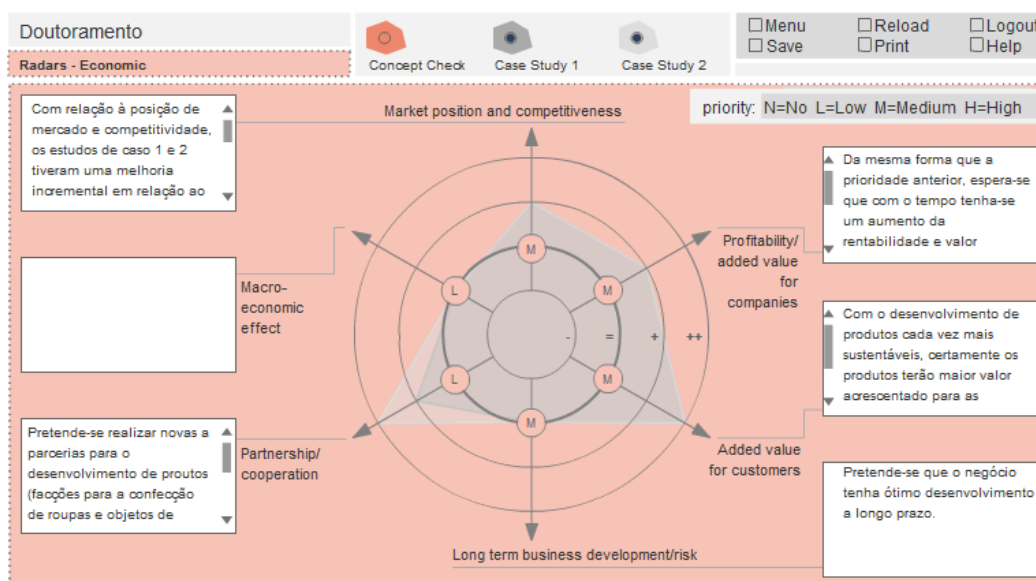 Doutoramento
Radars - Economic
Concept Check
Case Study 1
Case Study 2
Menu
Reload
Logout
Save
Print
Help
priority: N=No L=Low M=Medium H=High
Com relação à posição de
mercado e competitividade,
os estudos de caso 1 e 2
tiveram uma melhoria
incremental em relação ao
Market position and competitiveness
Da mesma forma que a
prioridade anterior, espera-se
que com o tempo tenha-se
um aumento da
rentabilidade e valor
Profitability/
added value
for
companies
Macro-
economic
effect
M
L
M
- = + ++
L
M
M
Com o desenvolvimento de
produtos cada vez mais
sustentáveis, certamente os
produtos terão maior valor
acrescentado para as
Pretende-se realizar novas a
parcerias para o
desenvolvimento de proutos
(facções para a confecção
de roupas e objetos de
Partnership/
cooperation
Added value
for customers
Pretende-se que o negócio
tenha ótimo desenvolvimento
a longo prazo.
Long term business development/risk